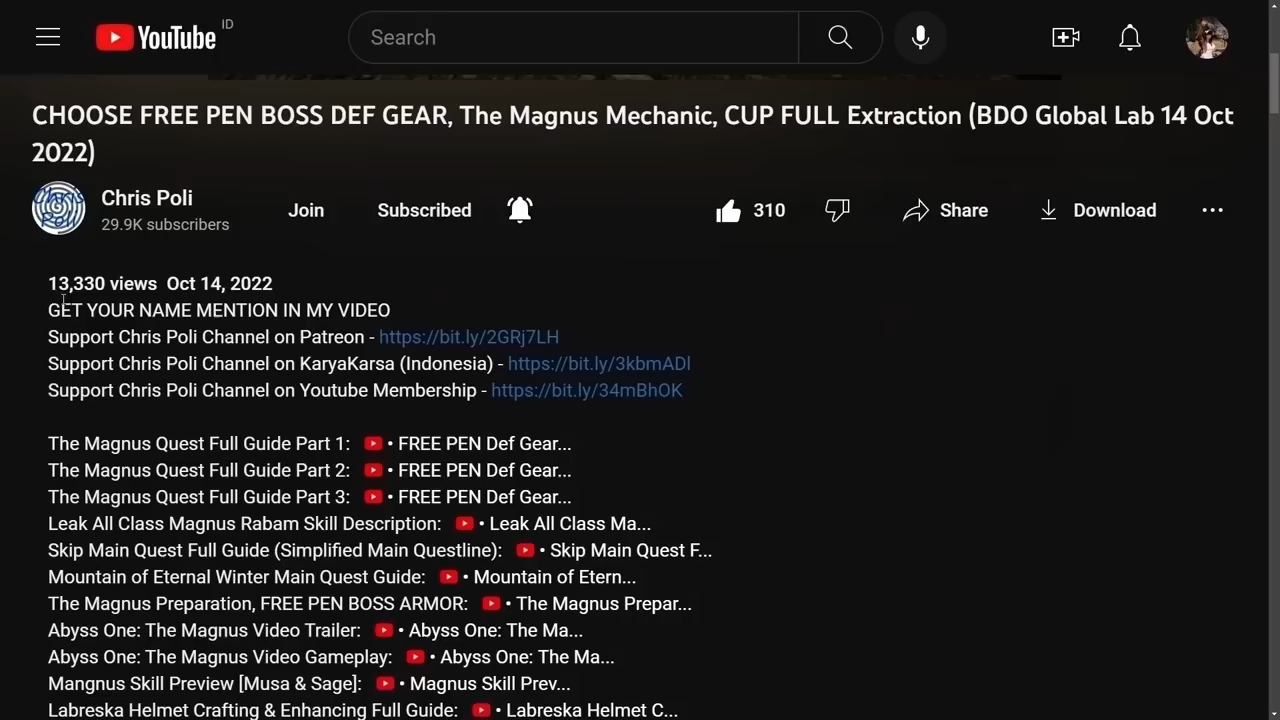 YouTube ID
Search
CHOOSE FREE PEN BOSS DEF GEAR, The Magnus Mechanic, CUP FULL Extraction (BDO Global Lab 14 Oct
2022)
Chris Poli
Chris Poli
29.9K subscribers
Join
Subscribed
310
Share
Download
13,330 views Oct 14, 2022
GET YOUR NAME MENTION IN MY VIDEO
Support Chris Poli Channel on Patreon - https://bit.ly/2GRj7LH
Support Chris Poli Channel on KaryaKarsa (Indonesia) - https://bit.ly/3kbmADl
Support Chris Poli Channel on Youtube Membership - https://bit.ly/34mBhOK
The Magnus Quest Full Guide Part 1: • FREE PEN Def Gear...
The Magnus Quest Full Guide Part 2: • FREE PEN Def Gear...
The Magnus Quest Full Guide Part 3: • FREE PEN Def Gear...
Leak All Class Magnus Rabam Skill Description: • Leak All Class Ma...
Skip Main Quest Full Guide (Simplified Main Questline): • Skip Main Quest F...
Mountain of Eternal Winter Main Quest Guide: • Mountain of Etern...
The Magnus Preparation, FREE PEN BOSS ARMOR: • The Magnus Prepar...
Abyss One: The Magnus Video Trailer: • Abyss One: The Ma...
Abyss One: The Magnus Video Gameplay: • Abyss One: The Ma...
Mangnus Skill Preview [Musa & Sage]: • Magnus Skill Prev...
Labreska Helmet Crafting & Enhancing Full Guide: • Labreska Helmet C...